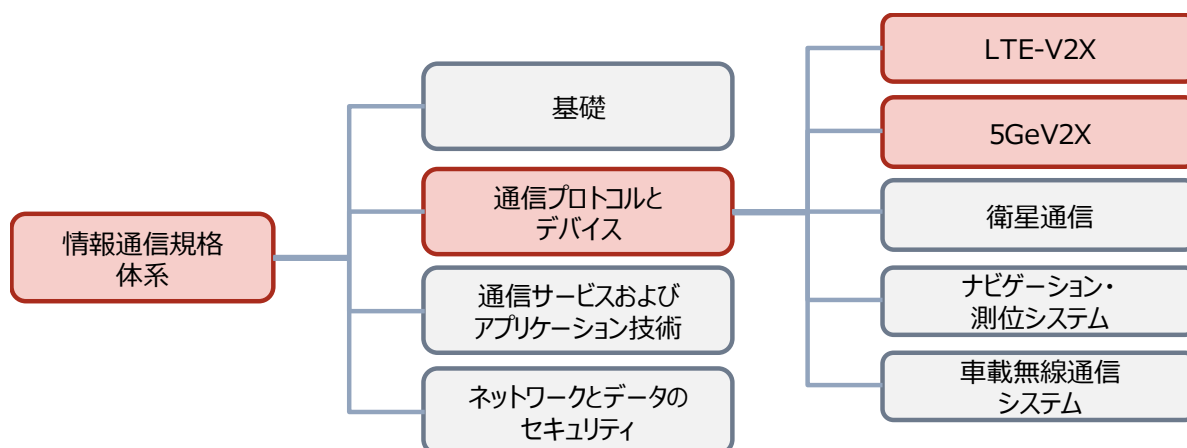 情報通信規格
体系
基礎
通信プロトコルと
デバイス
通信サービスおよび
アプリケーション技術
ネットワークとデータの
セキュリティ
LTE-V2X
5GeV2X
衛星通信
ナビゲーション・
測位システム
車載無線通信
システム